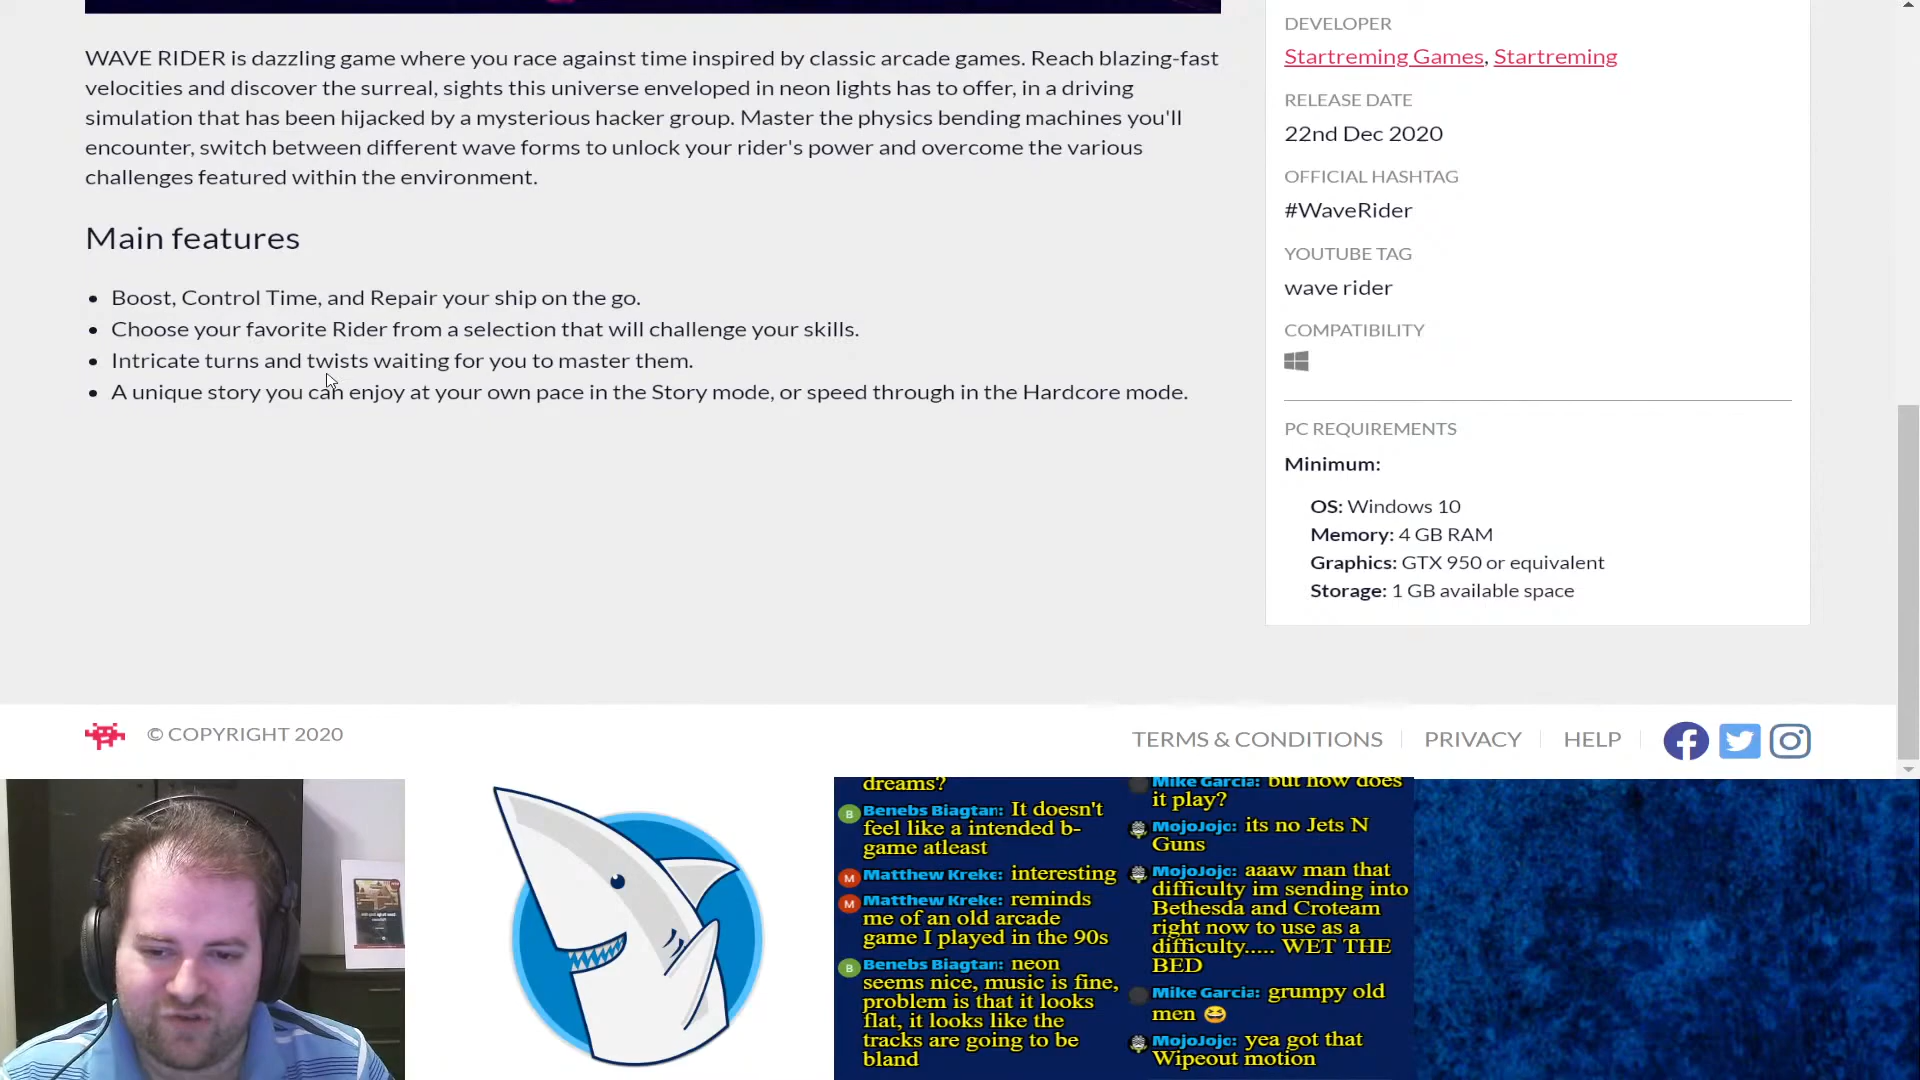 WAVE RIDER is dazzling game where you race against time inspired by classic arcade games. Reach blazing-fast
velocities and discover the surreal, sights this universe enveloped in neon lights has to offer, in a driving
simulation that has been hijacked by a mysterious hacker group. Master the physics bending machines you'll
encounter, switch between different wave forms to unlock your rider's power and overcome the various
challenges featured within the environment.
Main features
• Boost, Control Time, and Repair your ship on the go.
• Choose your favorite Rider from a selection that will challenge your skills.
• Intricate turns and twists waiting for you to master them.
• A unique story you can enjoy at your own pace in the Story mode, or speed through in the Hardcore mode.
DEVELOPER
Startreming Games, Startreming
RELEASE DATE
22nd Dec 2020
OFFICIAL HASHTAG
#WaveRider
YOUTUBE TAG
wave rider
COMPATIBILITY
PC REQUIREMENTS
Minimum:
OS: Windows 10
Memory: 4 GB RAM
Graphics: GTX 950 or equivalent
Storage: 1 GB available space
© COPYRIGHT 2020
TERMS & CONDITIONS
PRIVACY
HELP
dreams?
B Benebs Biagtan: It doesn't
feel like a intended b-
game atleast
M Matthew Kreke: interesting
M Matthew Kreke: reminds
me of an old arcade
game I played in the 90s
B Benebs Biagtan: neon
seems nice, music is fine,
problem is that it looks
flat, it looks like the
tracks are going to be
bland
Mike Garcia: but how does
it play?
MojoJojo: its no Jets N
Guns
MojoJojo: aaaw man that
difficulty im sending into
Bethesda and Croteam
right now to use as a
difficulty..... WET THE
BED
Mike Garcia: grumpy old
men 😆
MojoJojo: yea got that
Wipeout motion